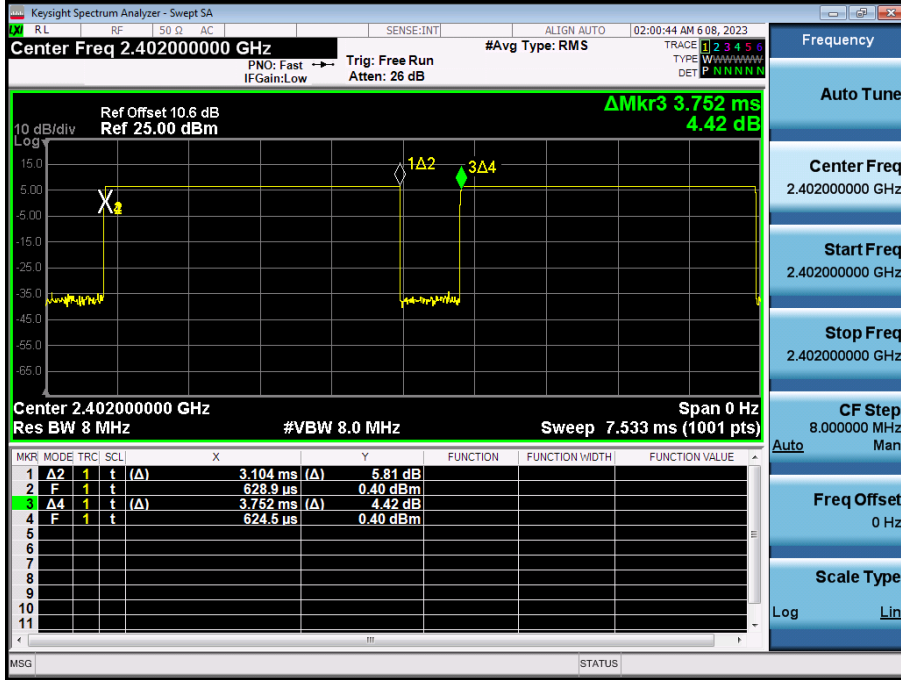 Keysight Spectrum Analyzer - Swept SA
LXI RL RF 50 Ω AC SENSE:INT ALIGN AUTO 02:00:44 AM 6 08, 2023
Center Freq 2.402000000 GHz #Avg Type: RMS TRACE 1 2 3 4 5 6
PNO: Fast Trig: Free Run TYPE WWWWWW
IFGain:Low Atten: 26 dB DET P N N N N N
Frequency
ΔMkr3 3.752 ms
4.42 dB
Ref Offset 10.6 dB
10 dB/div Ref 25.00 dBm
Log
15.0
5.00
-5.00
-15.0
-25.0
-35.0
-45.0
-55.0
-65.0
1Δ2
3Δ4
Center 2.402000000 GHz Span 0 Hz
Res BW 8 MHz #VBW 8.0 MHz Sweep 7.533 ms (1001 pts)
MKR MODE TRC SCL X Y FUNCTION FUNCTION WIDTH FUNCTION VALUE
1 Δ2 1 t (Δ) 3.104 ms (Δ) 5.81 dB
2 F 1 t 628.9 µs 0.40 dBm
3 Δ4 1 t (Δ) 3.752 ms (Δ) 4.42 dB
4 F 1 t 624.5 µs 0.40 dBm
5
6
7
8
9
10
11
MSG STATUS
Auto Tune
Center Freq
2.402000000 GHz
Start Freq
2.402000000 GHz
Stop Freq
2.402000000 GHz
CF Step
8.000000 MHz
Auto Man
Freq Offset
0 Hz
Scale Type
Log Lin